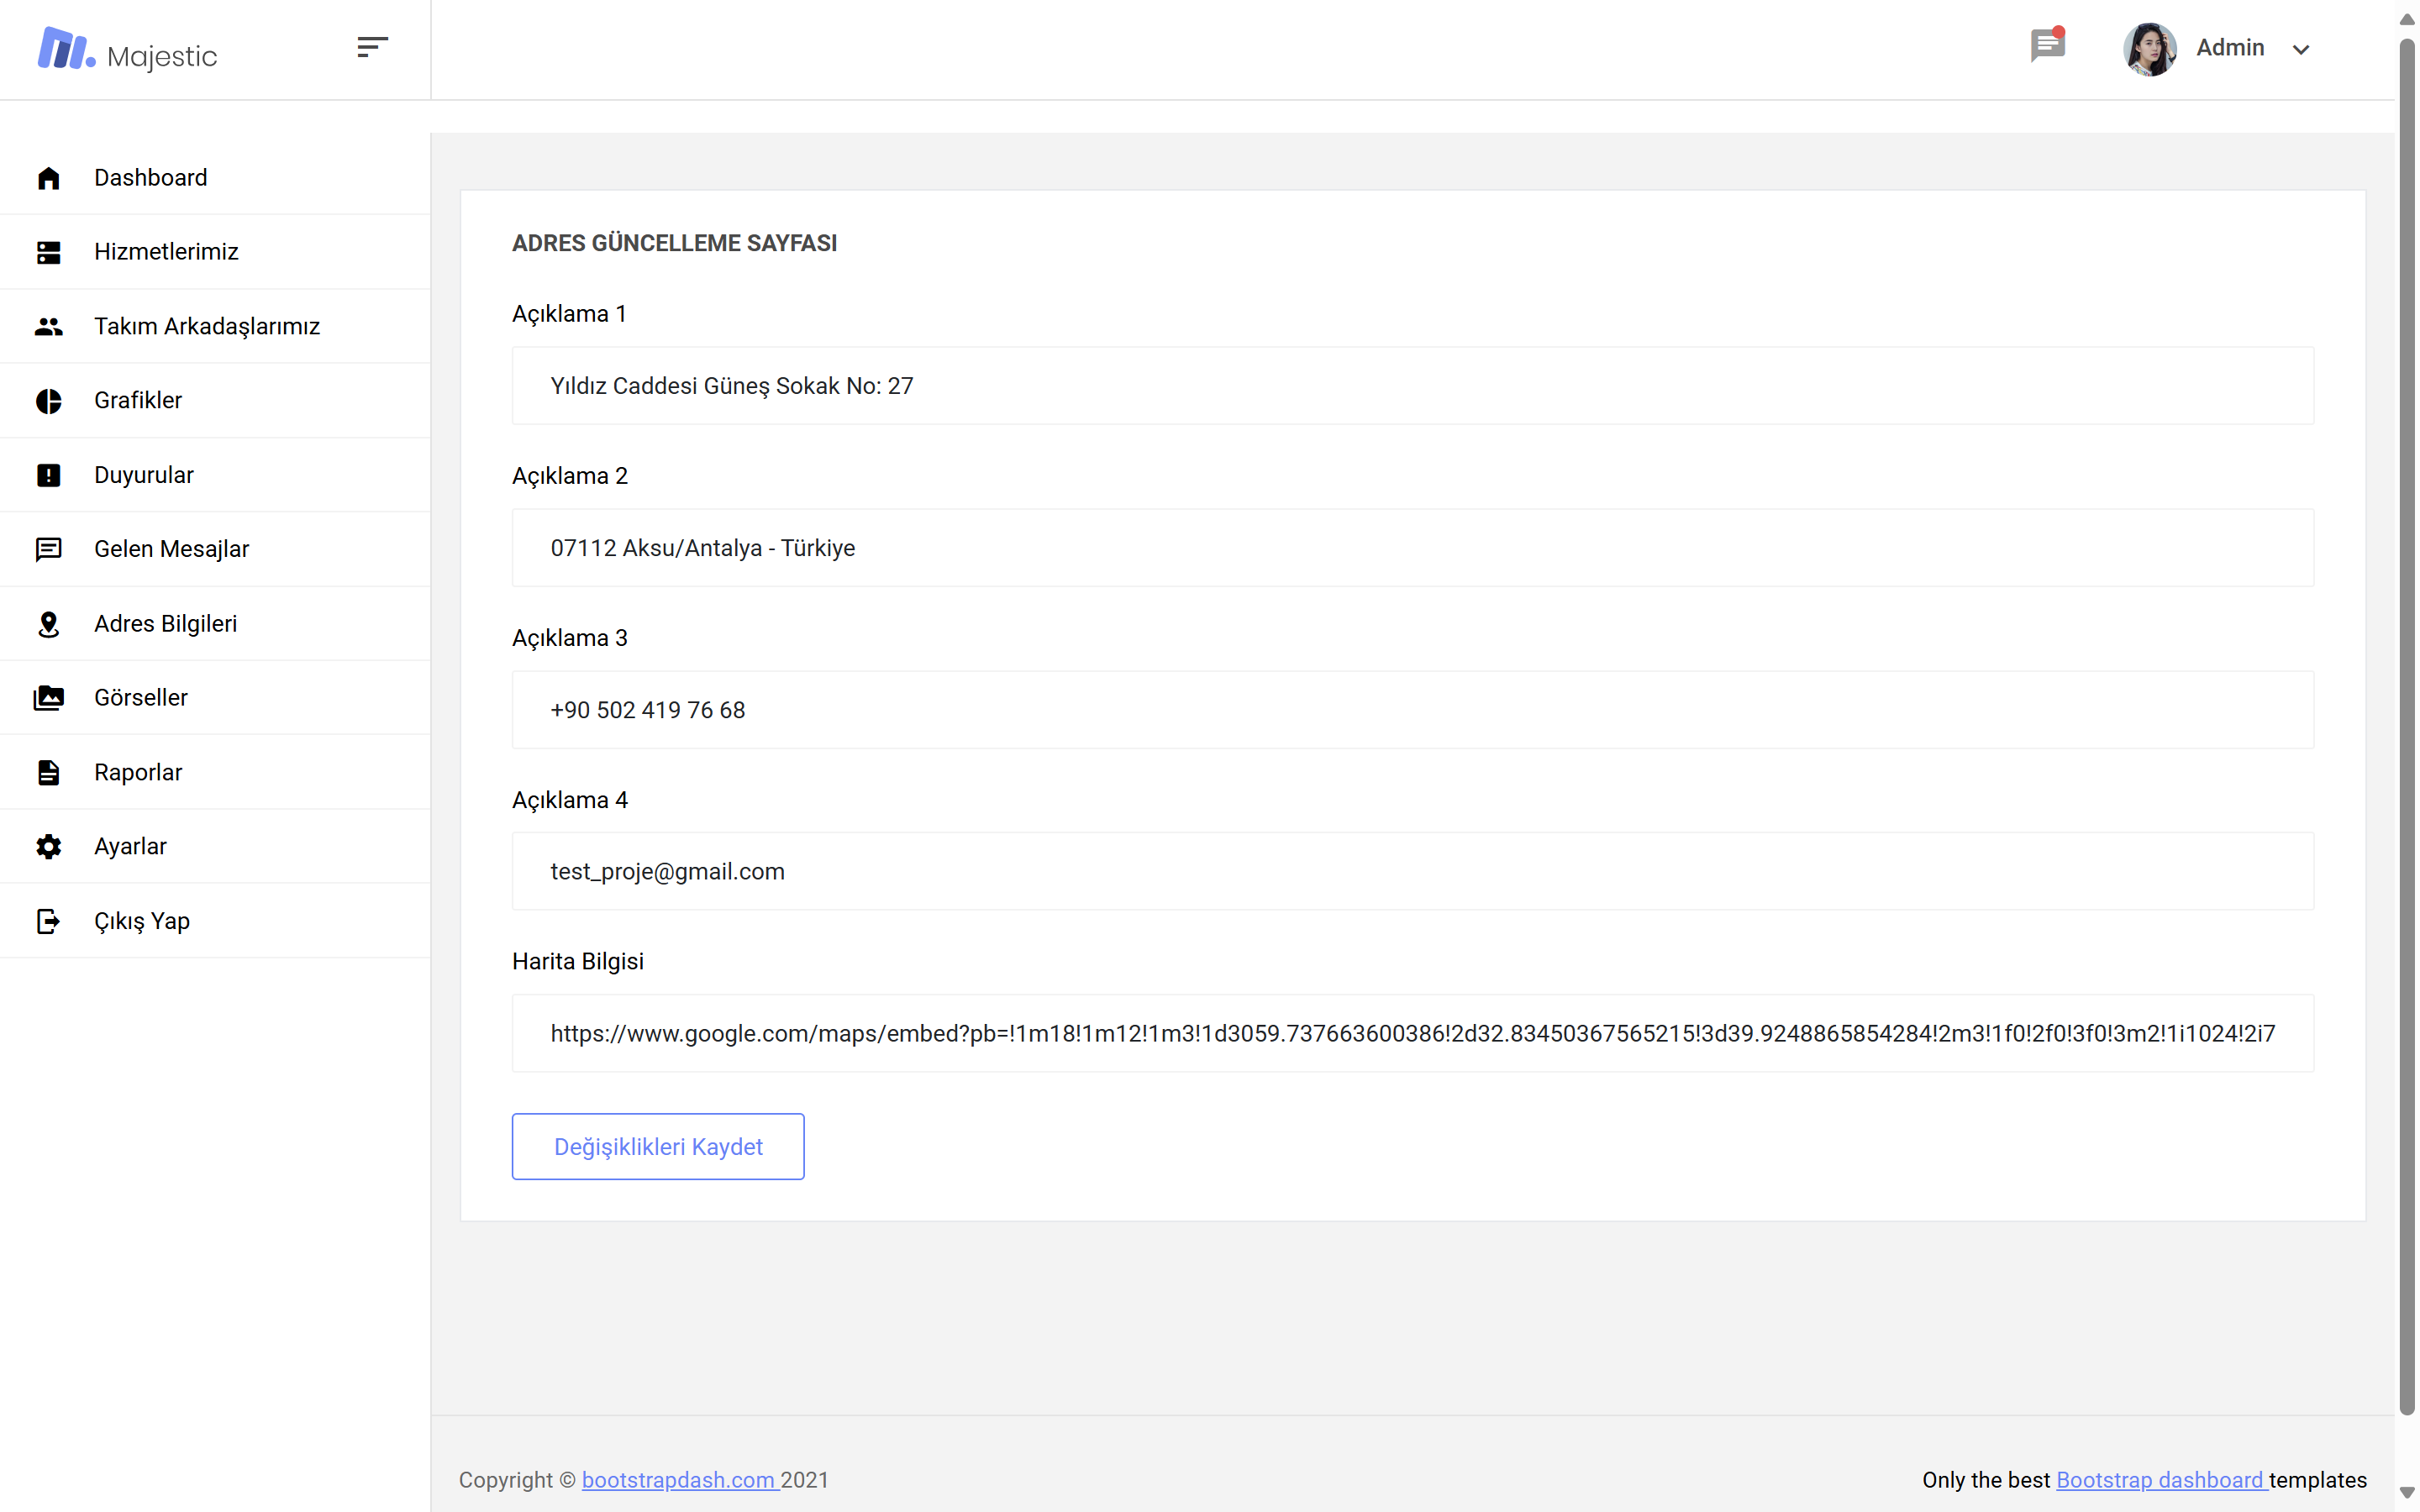 Majestic
Admin
Dashboard
Hizmetlerimiz
Takım Arkadaşlarımız
Grafikler
Duyurular
Gelen Mesajlar
Adres Bilgileri
Görseller
Raporlar
Ayarlar
Çıkış Yap
ADRES GÜNCELLEME SAYFASI
Açıklama 1
Yıldız Caddesi Güneş Sokak No: 27
Açıklama 2
07112 Aksu/Antalya - Türkiye
Açıklama 3
+90 502 419 76 68
Açıklama 4
test_proje@gmail.com
Harita Bilgisi
https://www.google.com/maps/embed?pb=!1m18!1m12!1m3!1d3059.737663600386!2d32.83450367565215!3d39.9248865854284!2m3!1f0!2f0!3f0!3m2!1i1024!2i7
Değişiklikleri Kaydet
Copyright © bootstrapdash.com 2021
Only the best Bootstrap dashboard templates